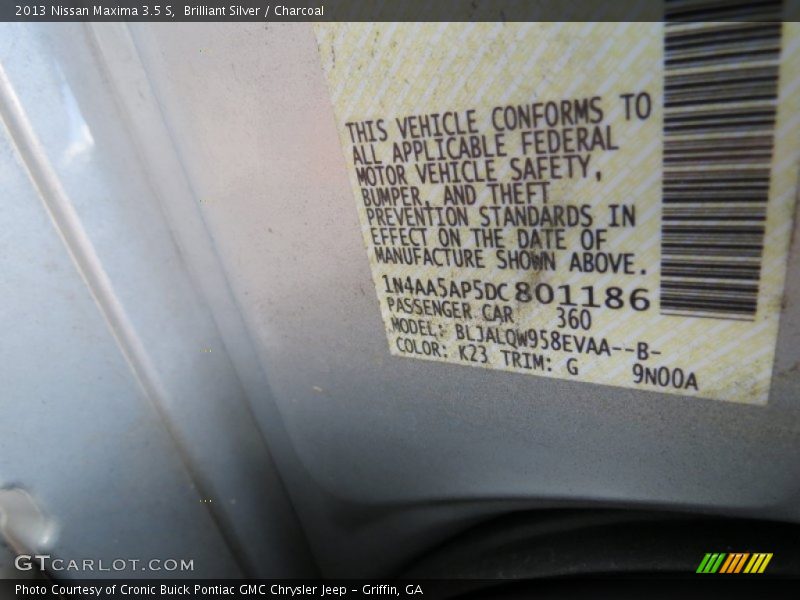 2013 Nissan Maxima 3.5 S,  Brilliant Silver / Charcoal
THIS VEHICLE CONFORMS TO
ALL APPLICABLE FEDERAL
MOTOR VEHICLE SAFETY,
BUMPER, AND THEFT
PREVENTION STANDARDS IN
EFFECT ON THE DATE OF
MANUFACTURE SHOWN ABOVE.
1N4AA5AP5DC801186
PASSENGER CAR 360
MODEL: BLJALQW958EVAA--B-
COLOR: K23 TRIM: G 9N00A
GTCARLOT.COM
Photo Courtesy of Cronic Buick Pontiac GMC Chrysler Jeep - Griffin, GA